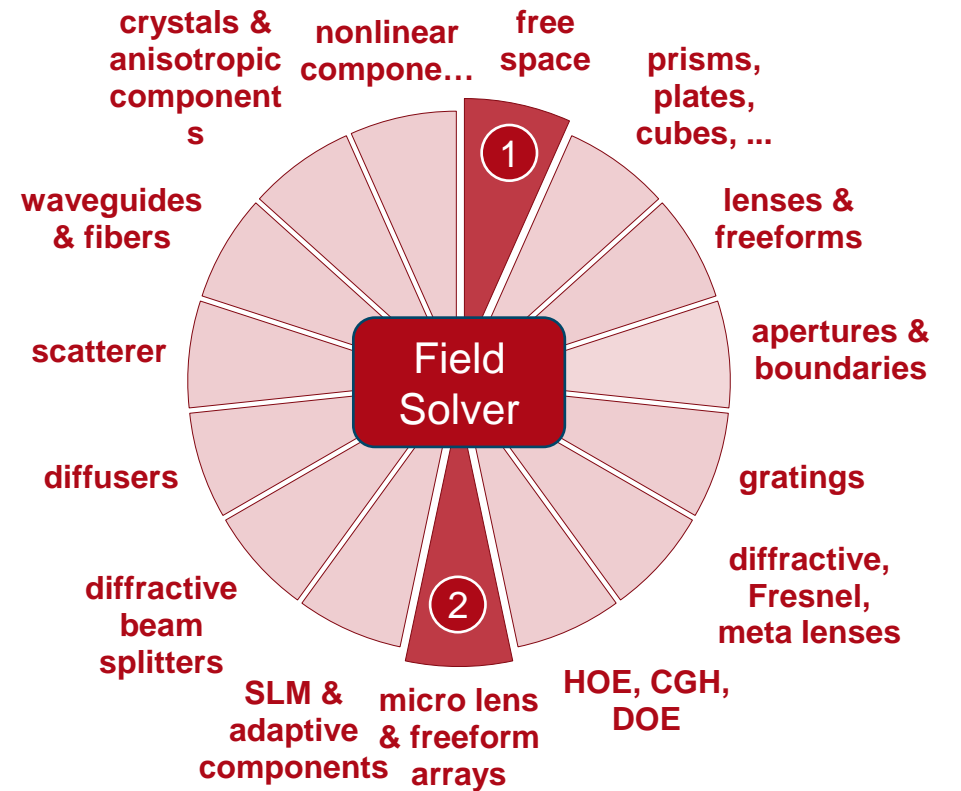 crystals &
anisotropic
component
s
nonlinear
compone…
free
space
prisms,
plates,
cubes, ...
lenses &
freeforms
apertures &
boundaries
gratings
diffractive,
Fresnel,
meta lenses
HOE, CGH,
DOE
micro lens
& freeform
arrays
SLM &
adaptive
components
diffractive
beam
splitters
diffusers
scatterer
waveguides
& fibers
1
Field
Solver
2